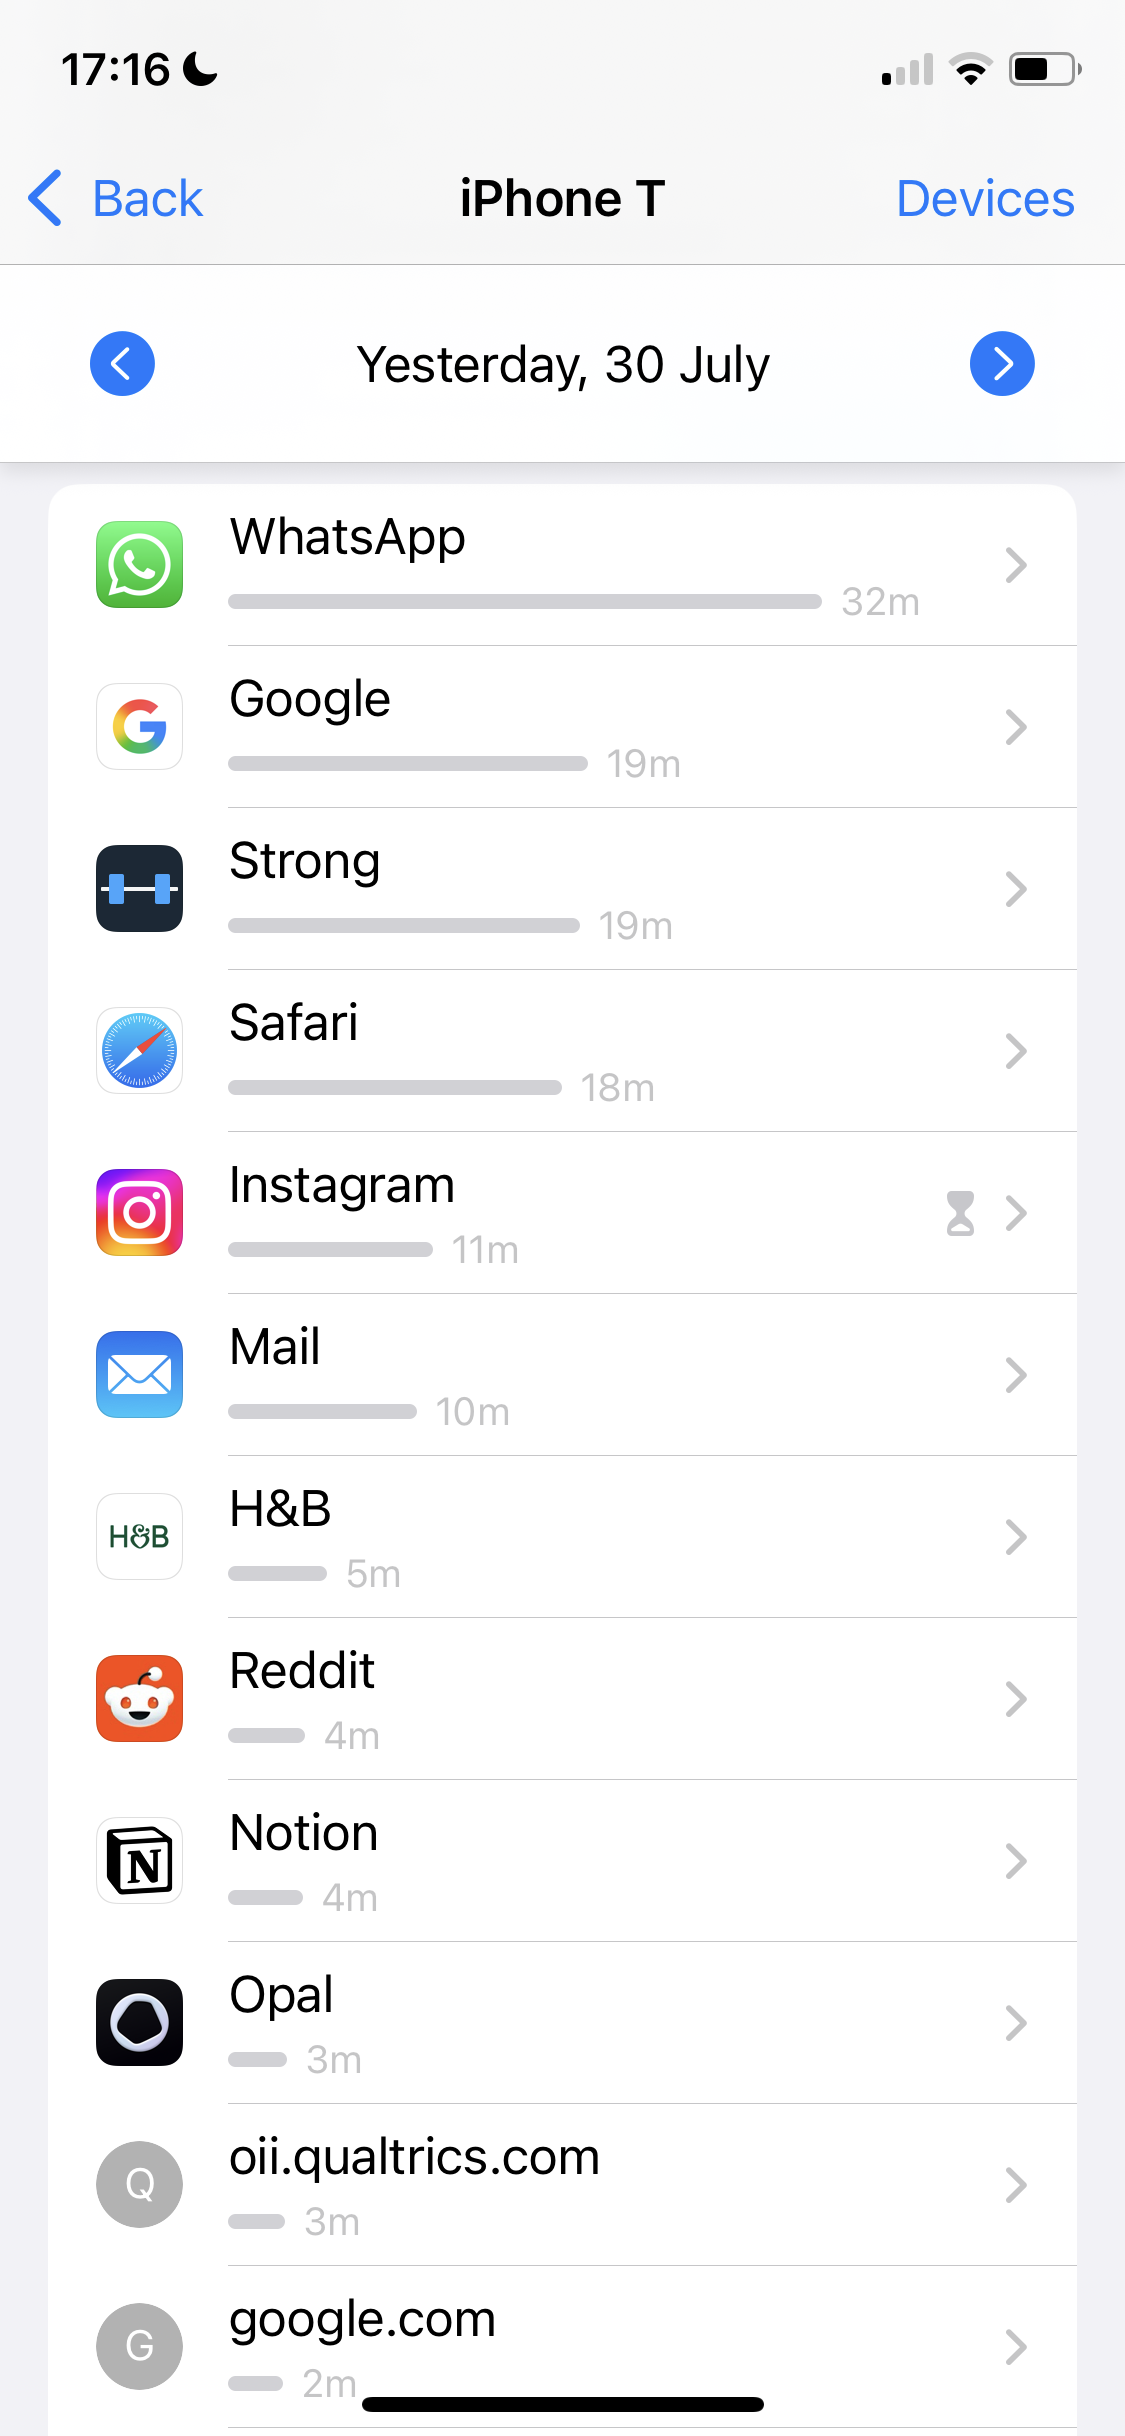 17:16
Back
iPhone T
Devices
Yesterday, 30 July
WhatsApp
32m
Google
19m
Strong
19m
Safari
18m
Instagram
11m
Mail
10m
H&B
H&B
5m
Reddit
4m
N
Notion
4m
Opal
3m
Q
oii.qualtrics.com
3m
G
google.com
2m